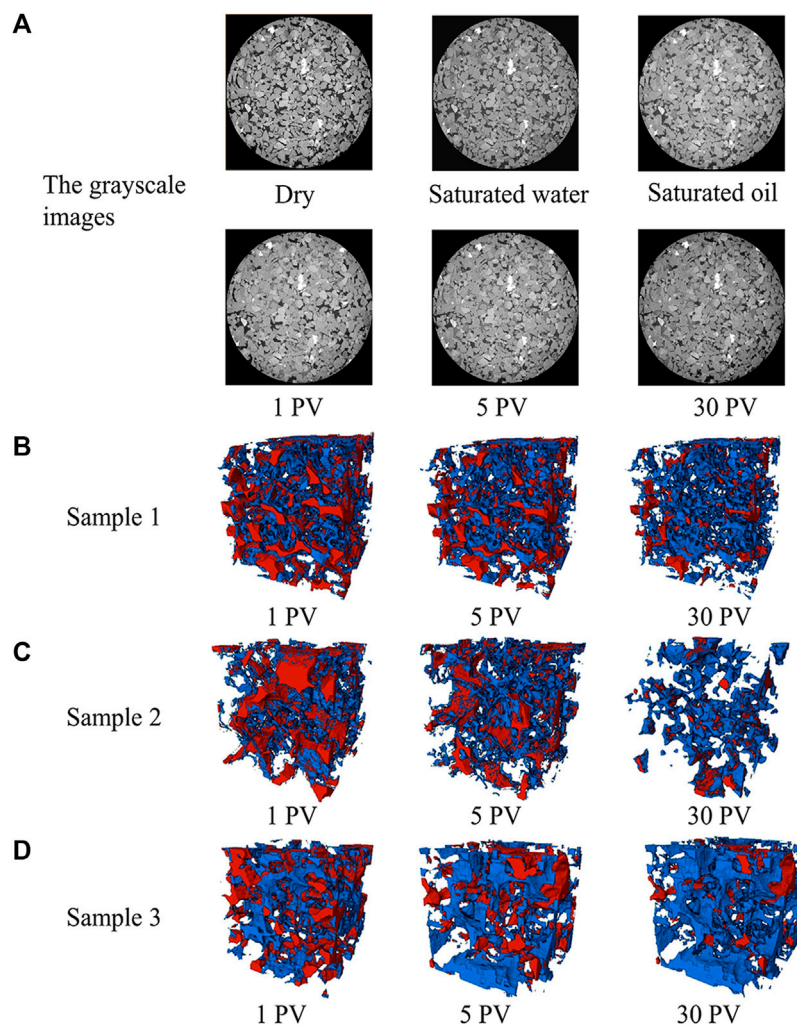 A
The grayscale
images
Dry
Saturated water
Saturated oil
1 PV
5 PV
30 PV
B
Sample 1
1 PV
5 PV
30 PV
C
Sample 2
1 PV
5 PV
30 PV
D
Sample 3
1 PV
5 PV
30 PV